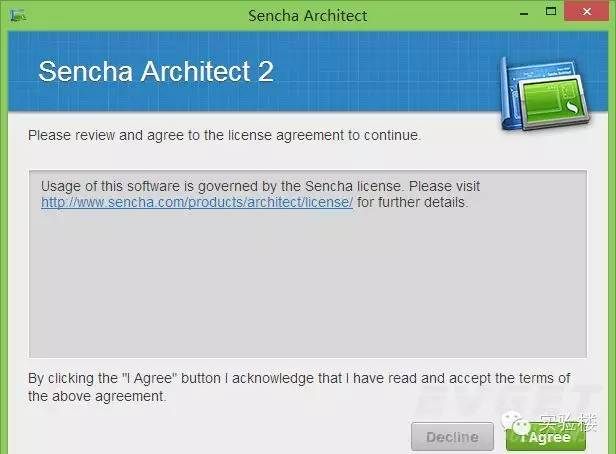 Sencha Architect
Sencha Architect 2
Please review and agree to the license agreement to continue.
Usage of this software is governed by the Sencha license. Please visit
http://www.sencha.com/products/architect/license/ for further details.
By clicking the "I Agree" button I acknowledge that I have read and accept the terms of
the above agreement.
EVGET
实验楼
Decline
I Agree